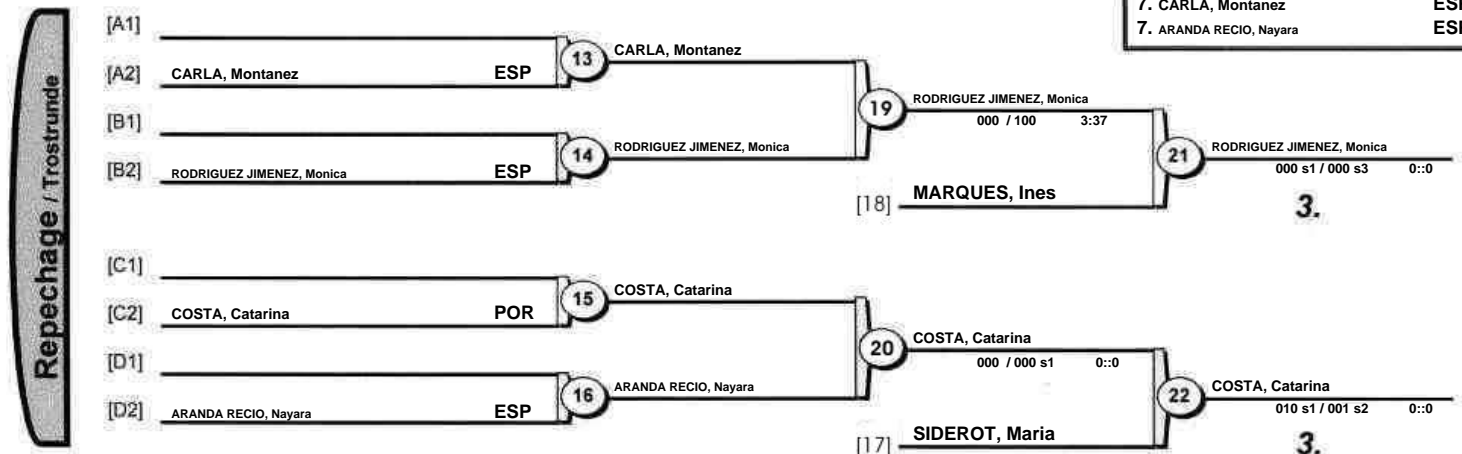 7. CARLA, Montanez ESP
7. ARANDA RECIO, Nayara ESP
Repechage / Trostrunde
[A1]
13 CARLA, Montanez
[A2] CARLA, Montanez ESP
19 RODRIGUEZ JIMENEZ, Monica
000 / 100 3:37
[B1]
14 RODRIGUEZ JIMENEZ, Monica
21 RODRIGUEZ JIMENEZ, Monica
000 s1 / 000 s3 0::0
[B2] RODRIGUEZ JIMENEZ, Monica ESP
[18] MARQUES, Ines
3.
[C1]
15 COSTA, Catarina
[C2] COSTA, Catarina POR
20 COSTA, Catarina
000 / 000 s1 0::0
[D1]
16 ARANDA RECIO, Nayara
22 COSTA, Catarina
010 s1 / 001 s2 0::0
[D2] ARANDA RECIO, Nayara ESP
[17] SIDEROT, Maria
3.